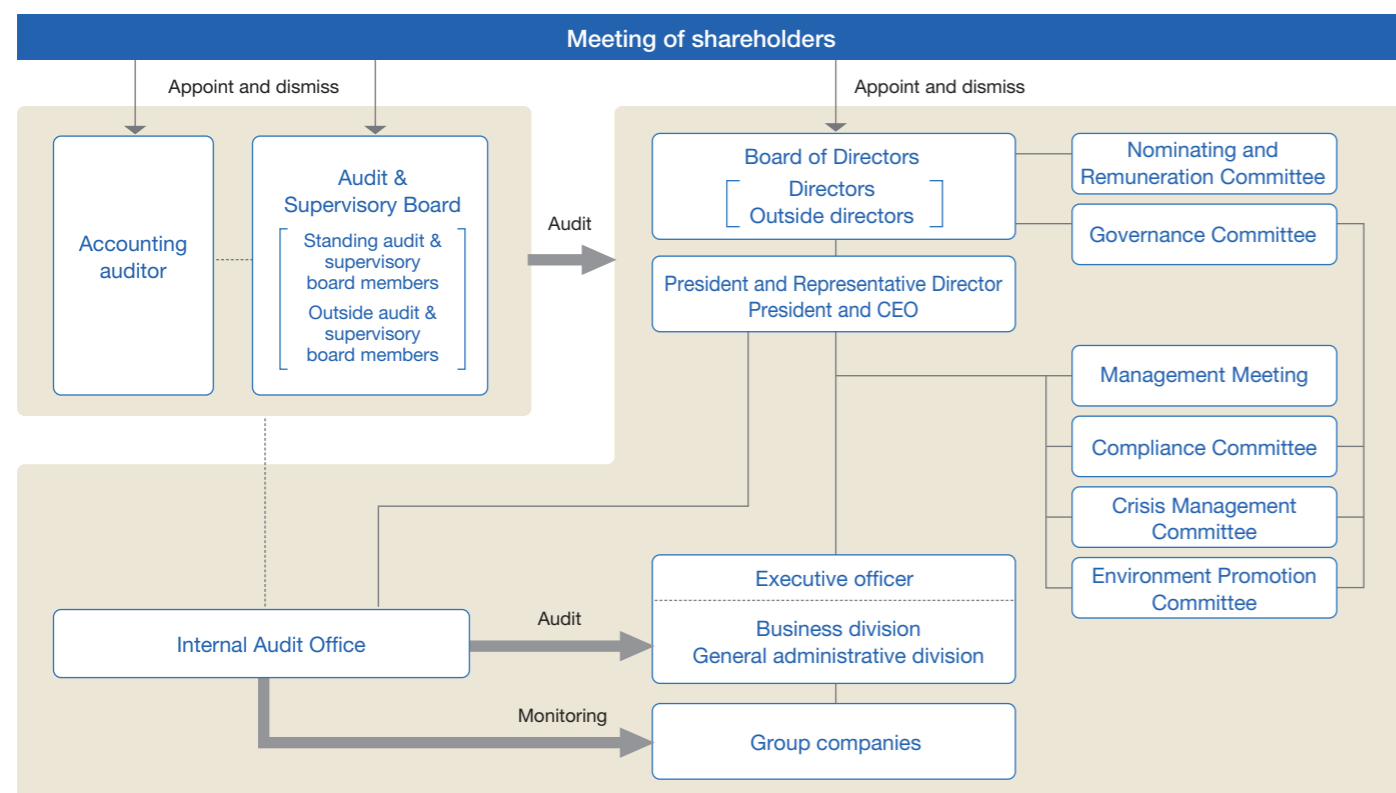 Meeting of shareholders
Appoint and dismiss
Appoint and dismiss
Accounting
auditor
Audit &
Supervisory Board
Standing audit &
supervisory
board members
Outside audit &
supervisory
board members
Audit
Board of Directors
Directors
Outside directors
President and Representative Director
President and CEO
Nominating and
Remuneration Committee
Governance Committee
Management Meeting
Compliance Committee
Crisis Management
Committee
Environment Promotion
Committee
Internal Audit Office
Audit
Executive officer
Business division
General administrative division
Monitoring
Group companies